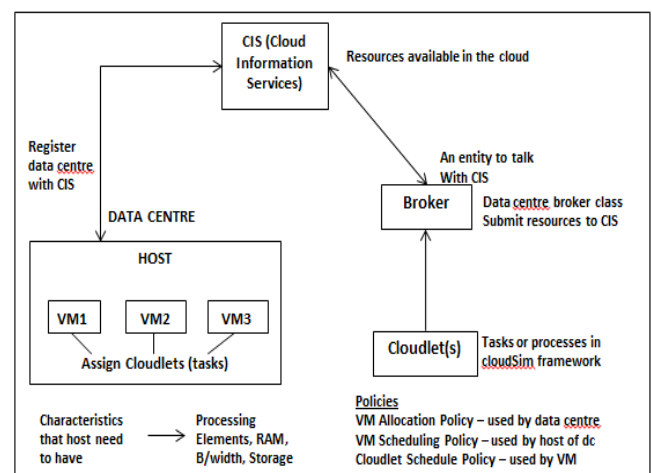 CIS (Cloud
Information
Services)
Resources available in the cloud
Register
data centre
with CIS
An entity to talk
With CIS
Broker
Data centre broker class
Submit resources to CIS
DATA CENTRE
HOST
VM1
VM2
VM3
Assign Cloudlets (tasks)
Cloudlet(s)
Tasks or processes in
cloudSim framework
Characteristics
that host need
to have
Processing
Elements, RAM,
B/width, Storage
Policies
VM Allocation Policy – used by data centre
VM Scheduling Policy – used by host of dc
Cloudlet Schedule Policy – used by VM